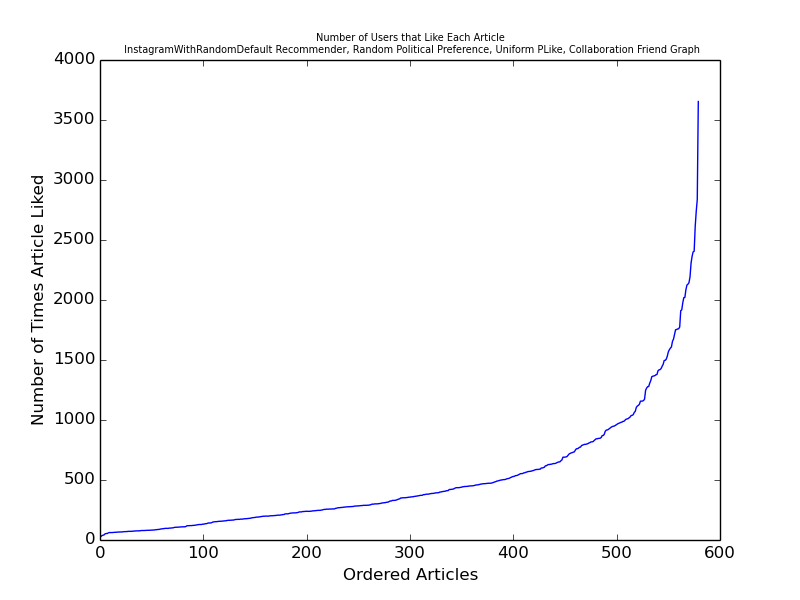 Number of Users that Like Each Article
InstagramWithRandomDefault Recommender, Random Political Preference, Uniform PLike, Collaboration Friend Graph
4000
3500
3000
2500
2000
1500
1000
500
0
Number of Times Article Liked
0 100 200 300 400 500 600
Ordered Articles